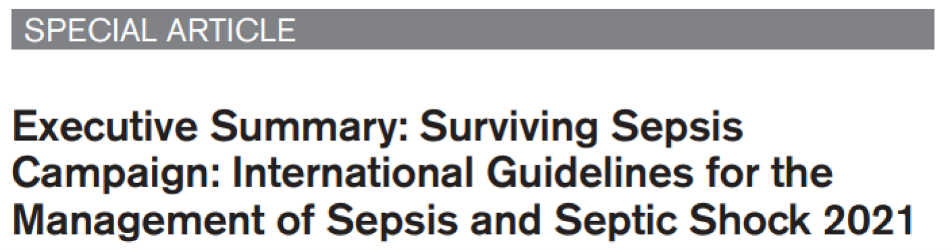 SPECIAL ARTICLE
Executive Summary: Surviving Sepsis
Campaign: International Guidelines for the
Management of Sepsis and Septic Shock 2021